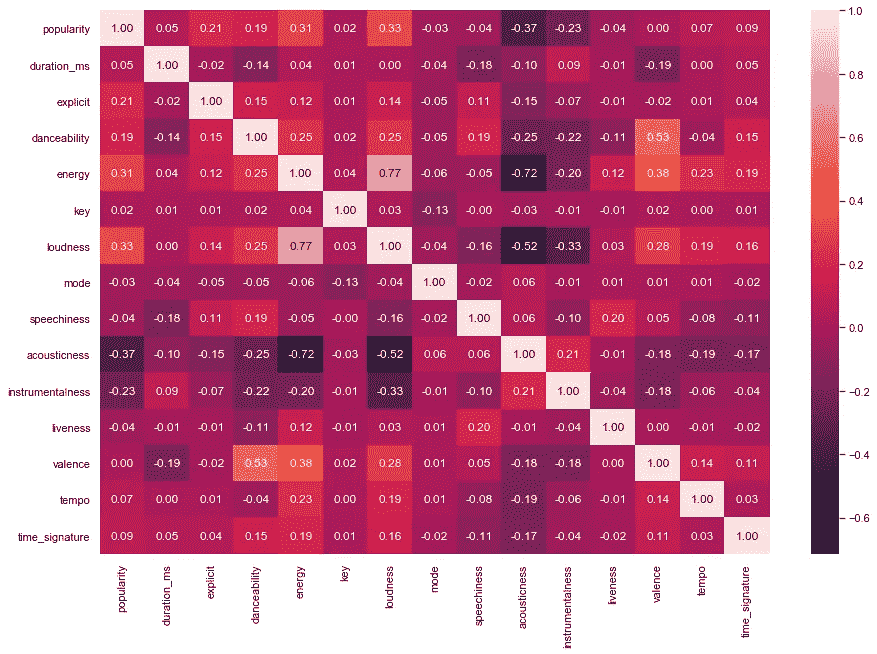 popularity 1.00 0.05 0.21 0.19 0.31 0.02 0.33 -0.03 -0.04 -0.37 -0.23 -0.04 0.00 0.07 0.09
duration_ms 0.05 1.00 -0.02 -0.14 0.04 0.01 0.00 -0.04 -0.18 -0.10 0.09 -0.01 -0.19 0.00 0.05
explicit 0.21 -0.02 1.00 0.15 0.12 0.01 0.14 -0.05 0.11 -0.15 -0.07 -0.01 -0.02 0.01 0.04
danceability 0.19 -0.14 0.15 1.00 0.25 0.02 0.25 -0.05 0.19 -0.25 -0.22 -0.11 0.53 -0.04 0.15
energy 0.31 0.04 0.12 0.25 1.00 0.04 0.77 -0.06 -0.05 -0.72 -0.20 0.12 0.38 0.23 0.19
key 0.02 0.01 0.01 0.02 0.04 1.00 0.03 -0.13 -0.00 -0.03 -0.01 -0.01 0.02 0.00 0.01
loudness 0.33 0.00 0.14 0.25 0.77 0.03 1.00 -0.04 -0.16 -0.52 -0.33 0.03 0.28 0.19 0.16
mode -0.03 -0.04 -0.05 -0.05 -0.06 -0.13 -0.04 1.00 -0.02 0.06 -0.01 0.01 0.01 0.01 -0.02
speechiness -0.04 -0.18 0.11 0.19 -0.05 -0.00 -0.16 -0.02 1.00 0.06 -0.10 0.20 0.05 -0.08 -0.11
acousticness -0.37 -0.10 -0.15 -0.25 -0.72 -0.03 -0.52 0.06 0.06 1.00 0.21 -0.01 -0.18 -0.19 -0.17
instrumentalness -0.23 0.09 -0.07 -0.22 -0.20 -0.01 -0.33 -0.01 -0.10 0.21 1.00 -0.04 -0.18 -0.06 -0.04
liveness -0.04 -0.01 -0.01 -0.11 0.12 -0.01 0.03 0.01 0.20 -0.01 -0.04 1.00 0.00 -0.01 -0.02
valence 0.00 -0.19 -0.02 0.53 0.38 0.02 0.28 0.01 0.05 -0.18 -0.18 0.00 1.00 0.14 0.11
tempo 0.07 0.00 0.01 -0.04 0.23 0.00 0.19 0.01 -0.08 -0.19 -0.06 -0.01 0.14 1.00 0.03
time_signature 0.09 0.05 0.04 0.15 0.19 0.01 0.16 -0.02 -0.11 -0.17 -0.04 -0.02 0.11 0.03 1.00
popularity
duration_ms
explicit
danceability
energy
key
loudness
mode
speechiness
acousticness
instrumentalness
liveness
valence
tempo
time_signature
1.0
0.8
0.6
0.4
0.2
0.0
−0.2
−0.4
−0.6